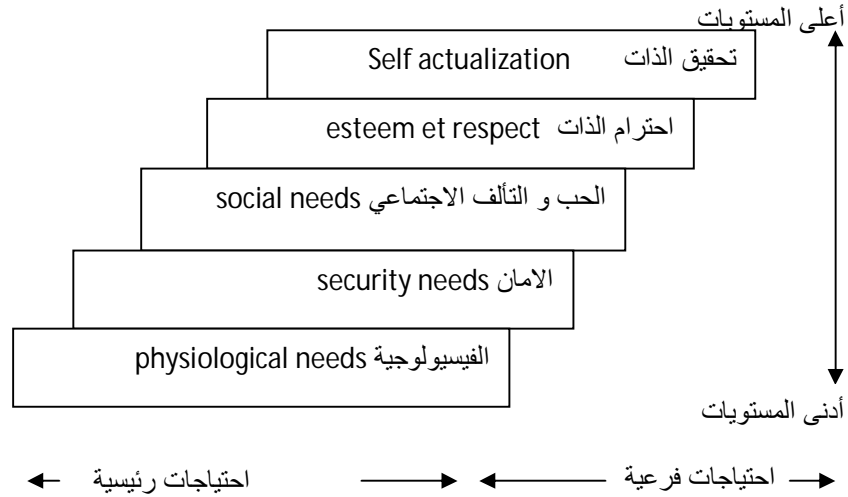 أعلى المستويات
تحقيق الذات Self actualization
احترام الذات esteem et respect
الحب و التألف الاجتماعي social needs
الامان security needs
الفيسيولوجية physiological needs
أدنى المستويات
احتياجات فرعية
احتياجات رئيسية